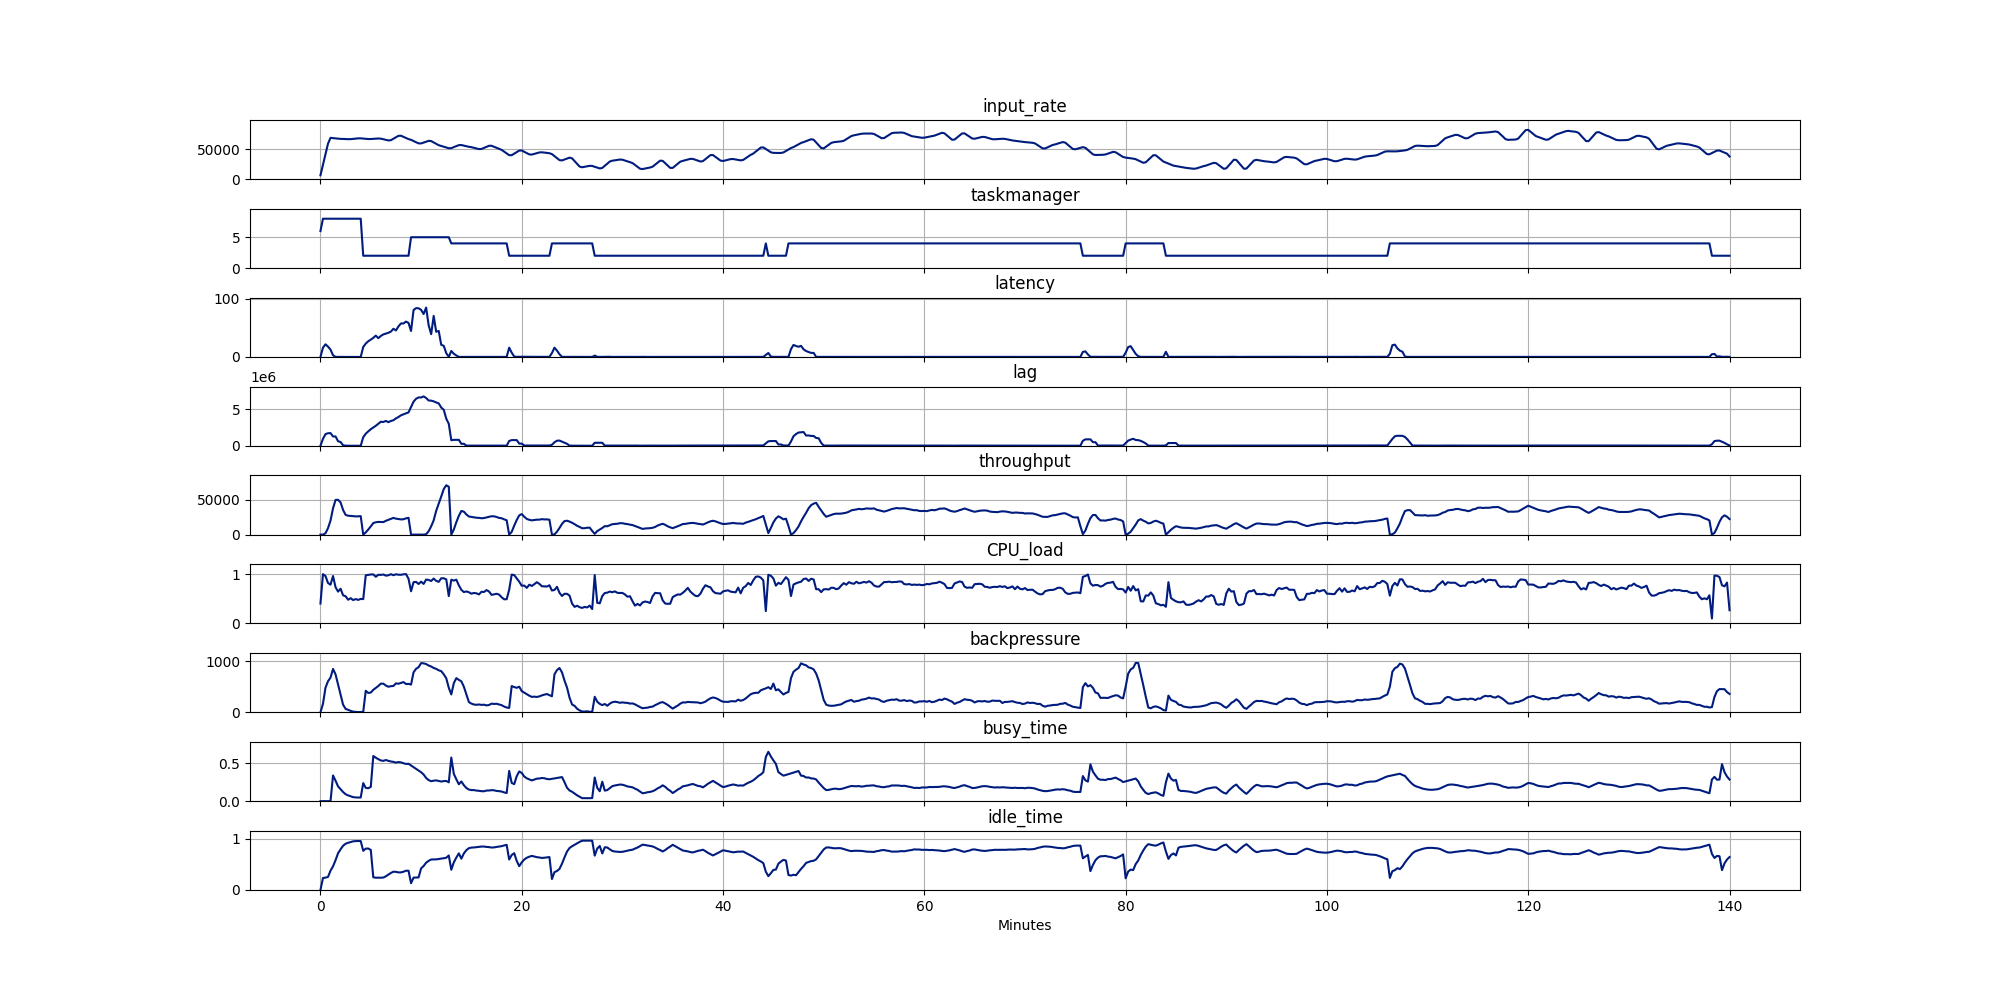 input_rate
50000
0
taskmanager
5
0
latency
100
0
1e6
lag
5
0
throughput
50000
0
CPU_load
1
0
backpressure
1000
0
busy_time
0.5
0.0
idle_time
1
0
0 20 40 60 80 100 120 140
Minutes